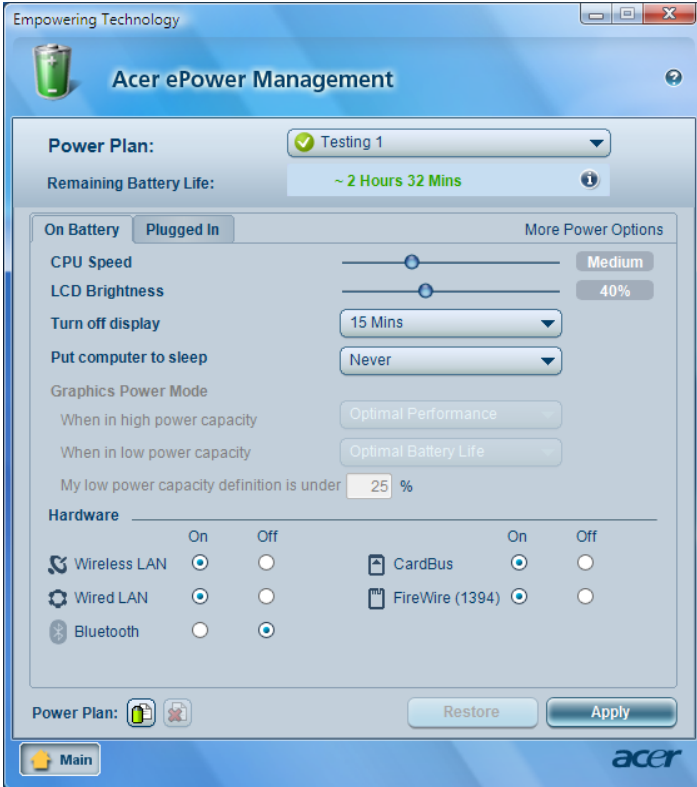 Empowering Technology
Acer ePower Management
Power Plan: Testing 1
Remaining Battery Life: ~ 2 Hours 32 Mins
On Battery Plugged In More Power Options
CPU Speed Medium
LCD Brightness 40%
Turn off display 15 Mins
Put computer to sleep Never
Graphics Power Mode
When in high power capacity Optimal Performance
When in low power capacity Optimal Battery Life
My low power capacity definition is under 25 %
Hardware
On Off On Off
Wireless LAN CardBus
Wired LAN FireWire (1394)
Bluetooth
Power Plan: Restore Apply
Main acer